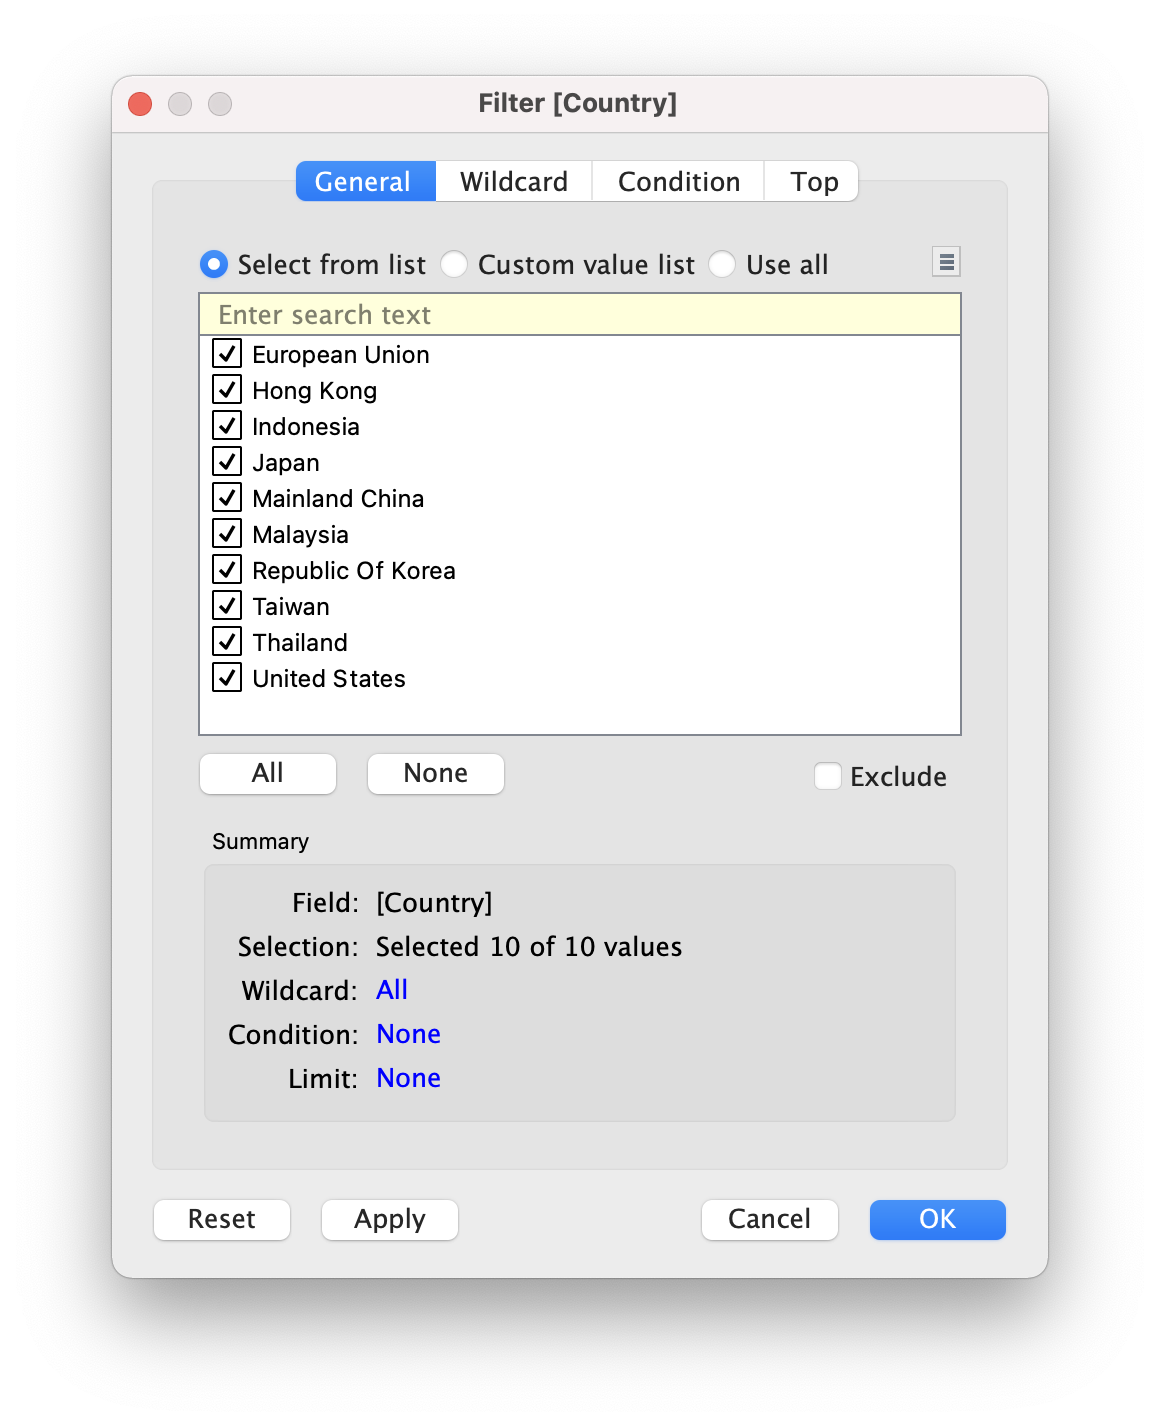 Filter [Country]
General Wildcard Condition Top
Select from list Custom value list Use all
Enter search text
European Union
Hong Kong
Indonesia
Japan
Mainland China
Malaysia
Republic Of Korea
Taiwan
Thailand
United States
All None Exclude
Summary
Field: [Country]
Selection: Selected 10 of 10 values
Wildcard: All
Condition: None
Limit: None
Reset Apply Cancel OK